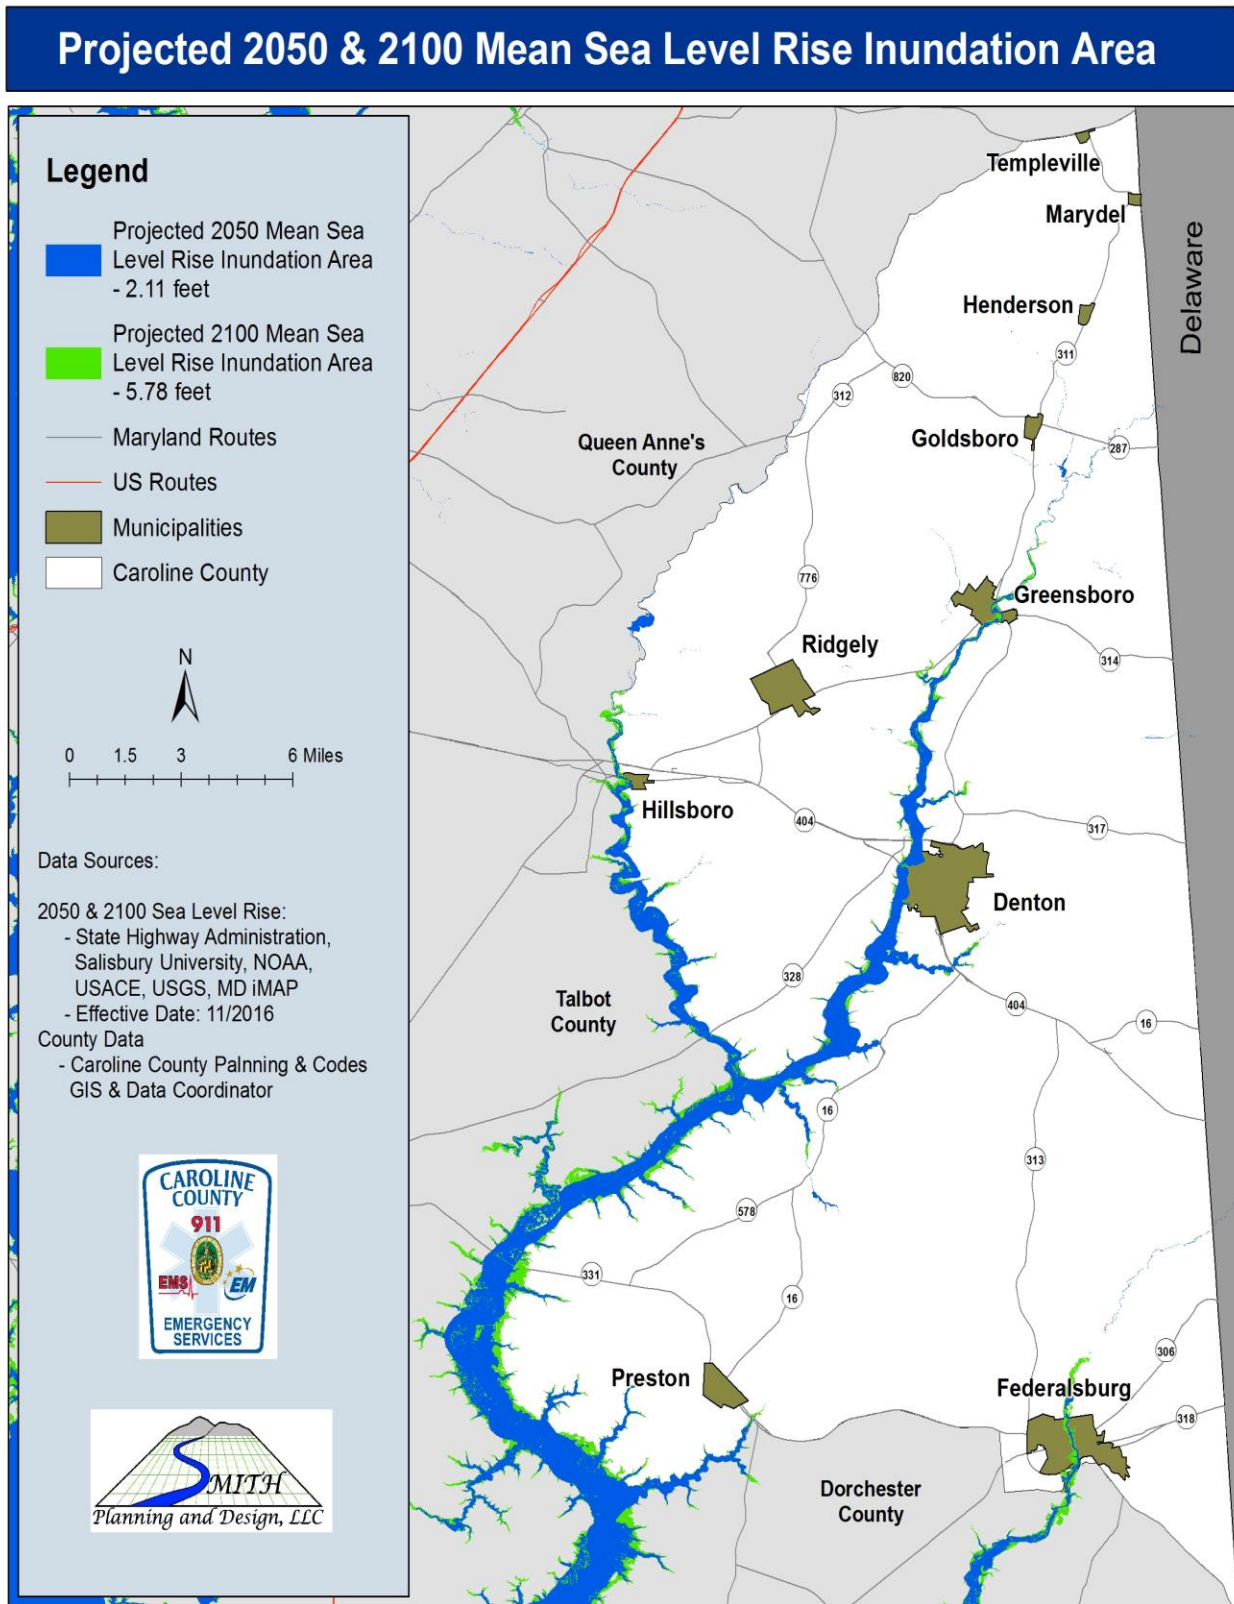 Projected 2050 & 2100 Mean Sea Level Rise Inundation Area
Legend
Projected 2050 Mean Sea
Level Rise Inundation Area
- 2.11 feet
Projected 2100 Mean Sea
Level Rise Inundation Area
- 5.78 feet
Maryland Routes
US Routes
Municipalities
Caroline County
N
0 1.5 3 6 Miles
Data Sources:
2050 & 2100 Sea Level Rise:
- State Highway Administration,
Salisbury University, NOAA,
USACE, USGS, MD iMAP
- Effective Date: 11/2016
County Data
- Caroline County Palnning & Codes
GIS & Data Coordinator
CAROLINE
COUNTY
911
EMS
EM
EMERGENCY
SERVICES
SMITH
Planning and Design, LLC
Templeville
Marydel
Delaware
Henderson
311
820
312
Goldsboro
287
Queen Anne's
County
776
Greensboro
Ridgely
314
Hillsboro
404
317
Denton
328
Talbot
County
404
16
16
313
578
331
16
306
Preston
Federalsburg
318
Dorchester
County